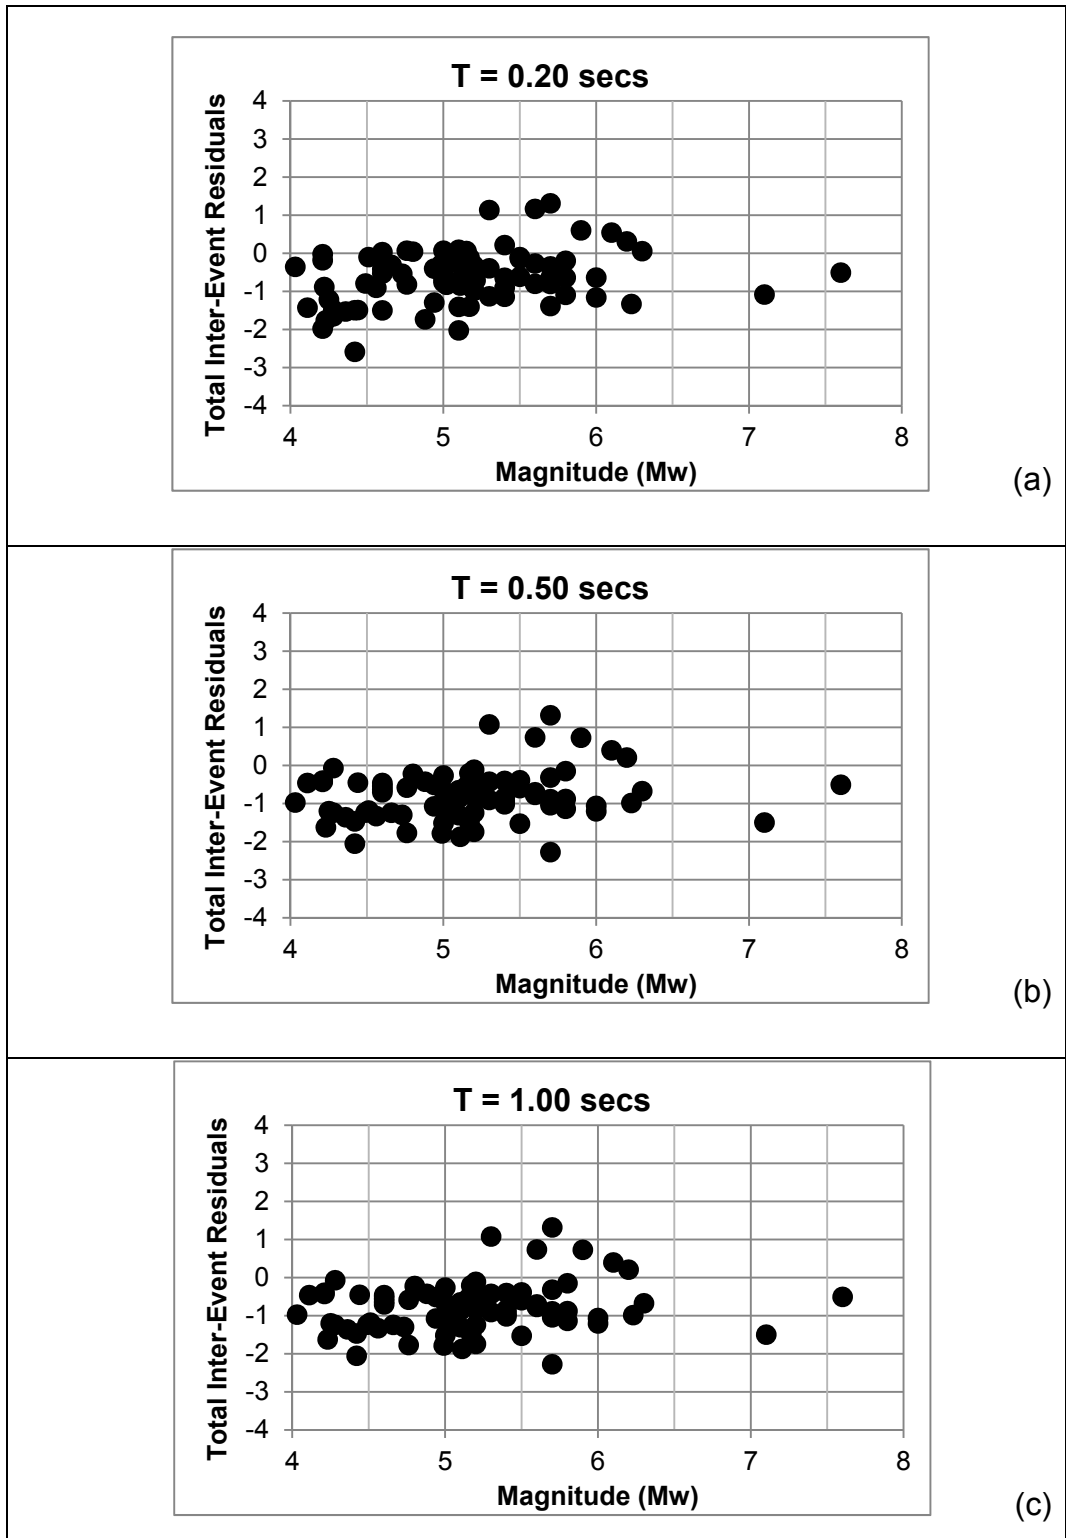 T = 0.20 secs
Total Inter-Event Residuals
4
3
2
1
0
-1
-2
-3
-4
4 5 6 7 8
Magnitude (Mw)
(a)
T = 0.50 secs
Total Inter-Event Residuals
4
3
2
1
0
-1
-2
-3
-4
4 5 6 7 8
Magnitude (Mw)
(b)
T = 1.00 secs
Total Inter-Event Residuals
4
3
2
1
0
-1
-2
-3
-4
4 5 6 7 8
Magnitude (Mw)
(c)